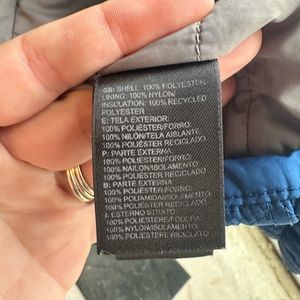 GB: SHELL 100% POLYESTER,
LINING: 100% NYLON/
INSULATION: 100% RECYCLED
POLYESTER
E: TELA EXTERIOR:
100% POLIÉSTER/FORRO:
100% NILÓN/TELA AISLANTE:
100% POLIÉSTER RECICLADO
P: PARTE EXTERNA:
100% POLIÉSTER/FORRO:
100% NÁILON/ISOLAMENTO:
100% POLIÉSTER RECICLADO
B: PARTE EXTERNA:
100% POLIÉSTER/FORRO:
100% POLIAMIDA/ISOLAMENTO:
100% POLIÉSTER RECICLADO
I: ESTERNO STRATO:
100% POLIESTERE/FODERA:
100% NYLON/ISOLAMENTO:
100% POLIESTERE RICICLATO